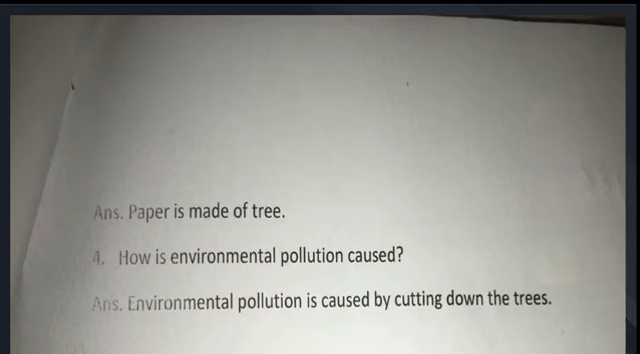 Ans. Paper is made of tree.
4. How is environmental pollution caused?
Ans. Environmental pollution is caused by cutting down the trees.